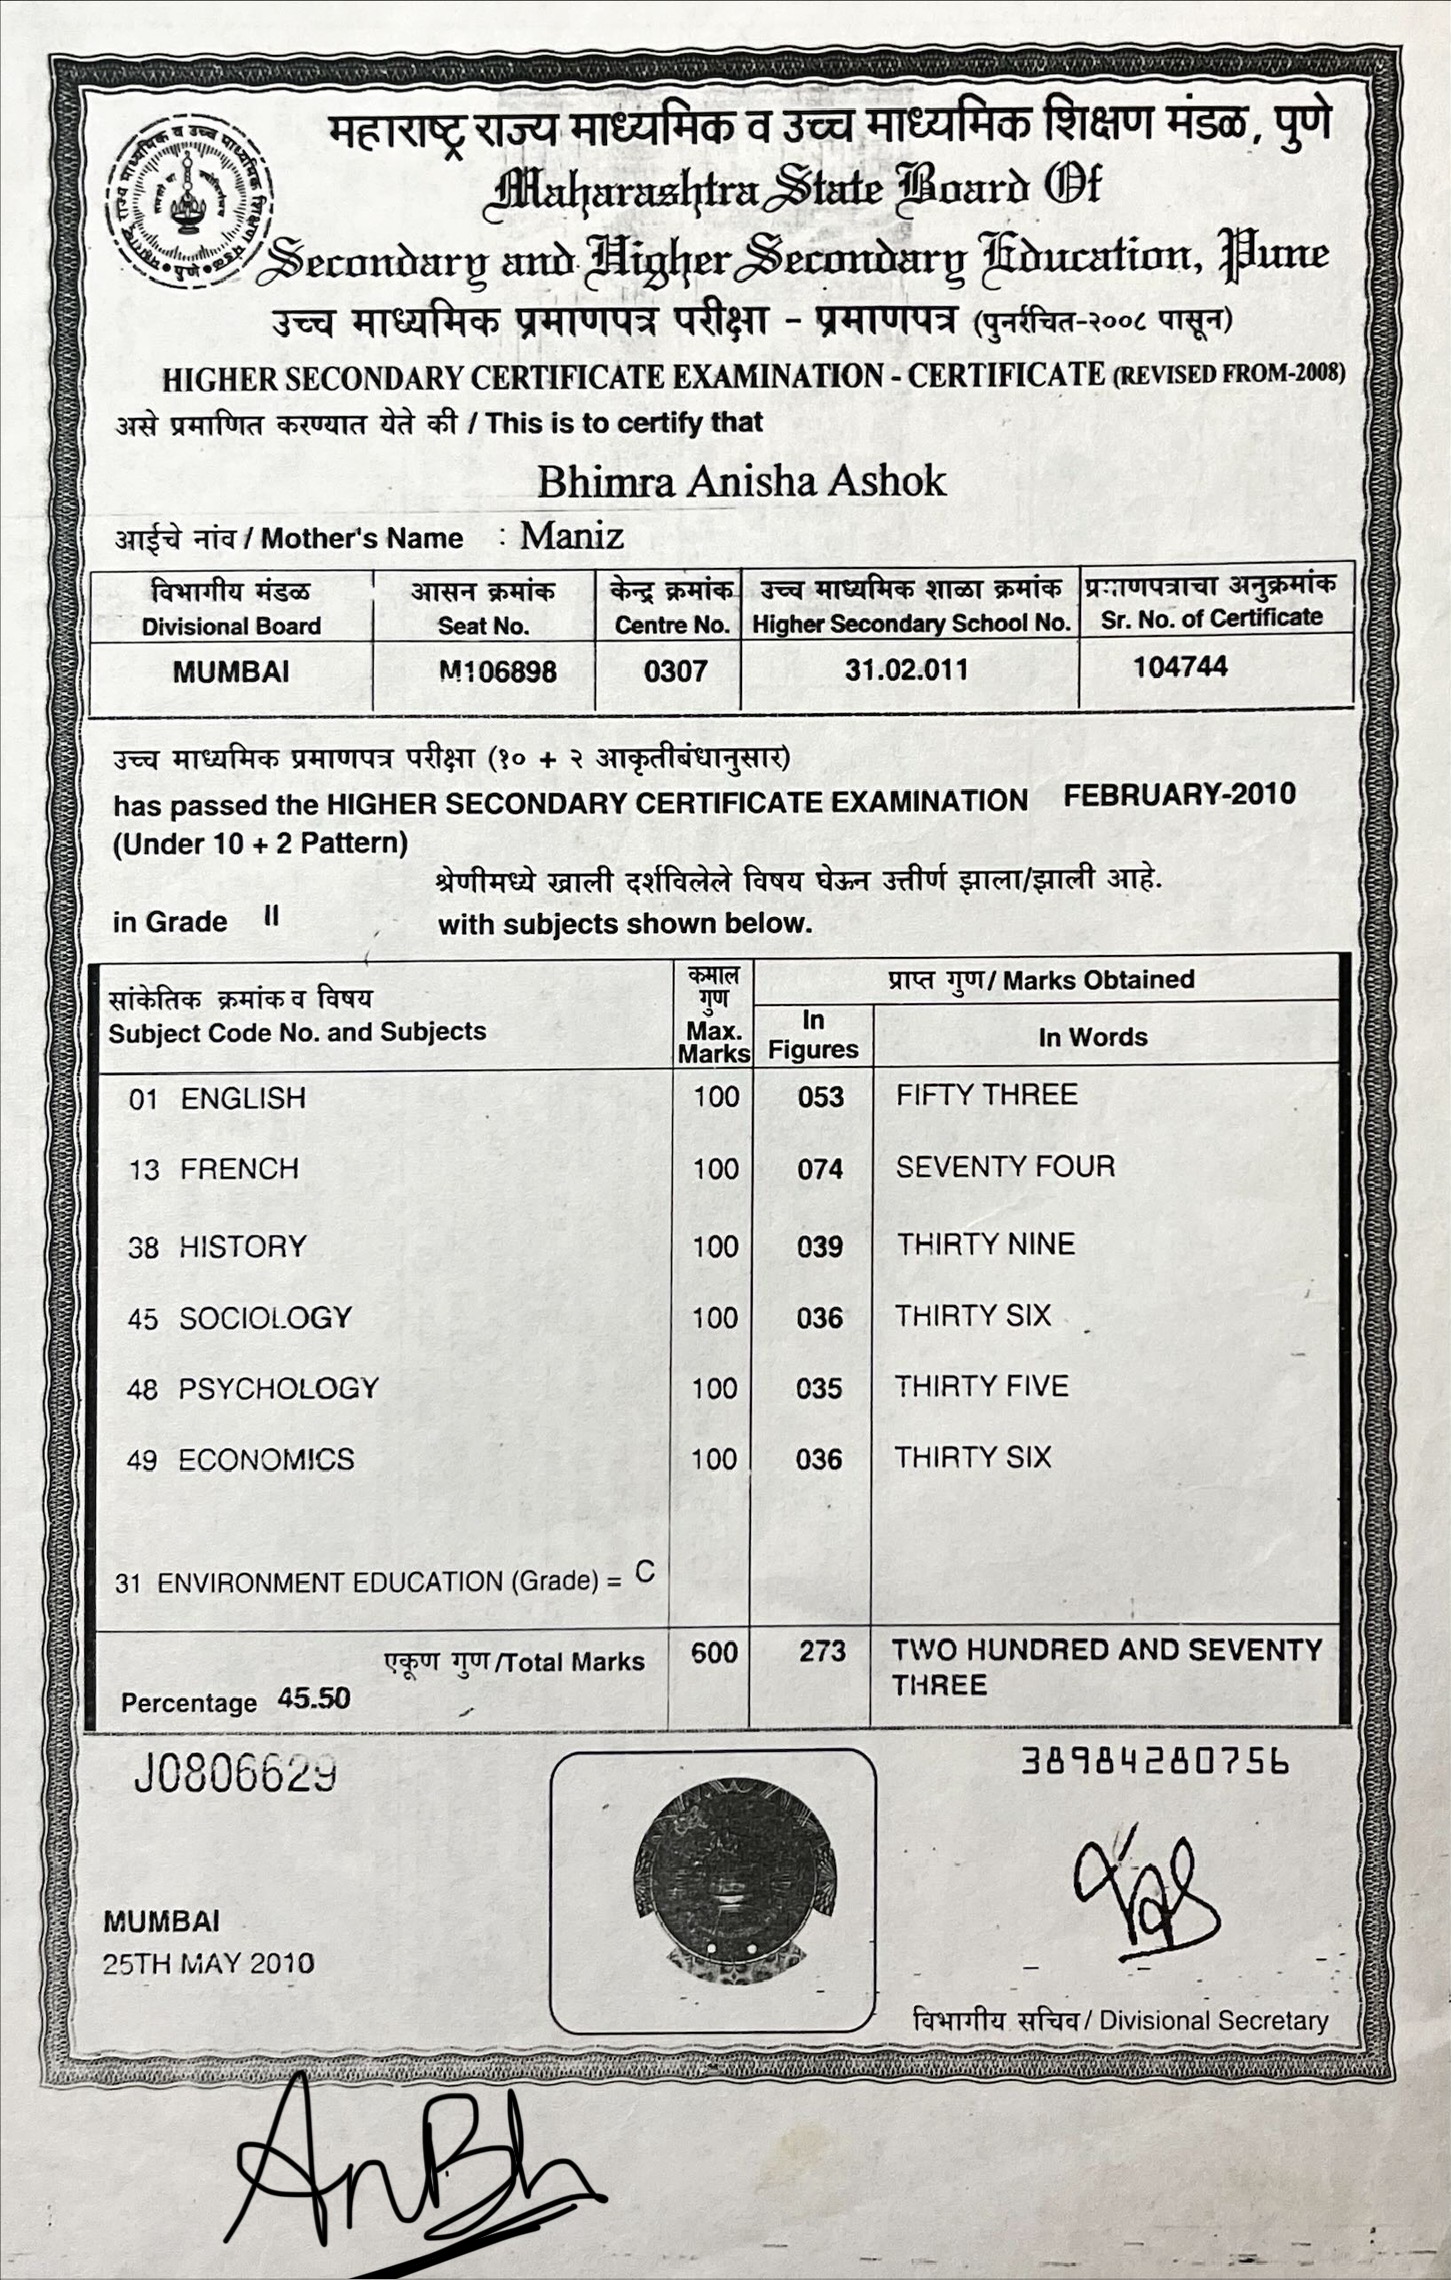 महाराष्ट्र राज्य माध्यमिक व उच्च माध्यमिक शिक्षण मंडळ, पुणे
Maharashtra State Board Of
Secondary and Higher Secondary Education, Pune
उच्च माध्यमिक प्रमाणपत्र परीक्षा - प्रमाणपत्र (पुनर्रचित-२००८ पासून)
HIGHER SECONDARY CERTIFICATE EXAMINATION - CERTIFICATE (REVISED FROM-2008)
असे प्रमाणित करण्यात येते की / This is to certify that
Bhimra Anisha Ashok
आईचे नांव / Mother's Name : Maniz
विभागीय मंडळ आसन क्रमांक केन्द्र क्रमांक उच्च माध्यमिक शाळा क्रमांक प्रमाणपत्राचा अनुक्रमांक
Divisional Board Seat No. Centre No. Higher Secondary School No. Sr. No. of Certificate
MUMBAI M106898 0307 31.02.011 104744
उच्च माध्यमिक प्रमाणपत्र परीक्षा (१० + २ आकृतीबंधानुसार)
has passed the HIGHER SECONDARY CERTIFICATE EXAMINATION FEBRUARY-2010
(Under 10 + 2 Pattern)
श्रेणीमध्ये खाली दर्शविलेले विषय घेऊन उत्तीर्ण झाला/झाली आहे.
in Grade II with subjects shown below.
सांकेतिक क्रमांक व विषय कमाल गुण प्राप्त गुण/ Marks Obtained
Subject Code No. and Subjects Max. Marks In Figures In Words
01 ENGLISH 100 053 FIFTY THREE
13 FRENCH 100 074 SEVENTY FOUR
38 HISTORY 100 039 THIRTY NINE
45 SOCIOLOGY 100 036 THIRTY SIX
48 PSYCHOLOGY 100 035 THIRTY FIVE
49 ECONOMICS 100 036 THIRTY SIX
31 ENVIRONMENT EDUCATION (Grade) = C
एकूण गुण/Total Marks 600 273 TWO HUNDRED AND SEVENTY
THREE
Percentage 45.50
J0806629 38984280756
MUMBAI
25TH MAY 2010
विभागीय सचिव/ Divisional Secretary
AnBh